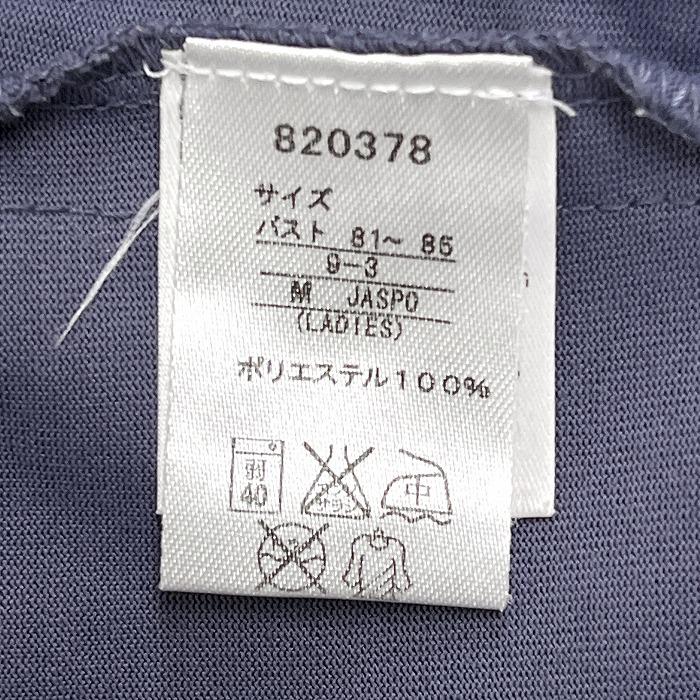 820378
サイズ
バスト 81~ 86
9-3
M JASPO
(LADIES)
ポリエステル100%
弱
40
中